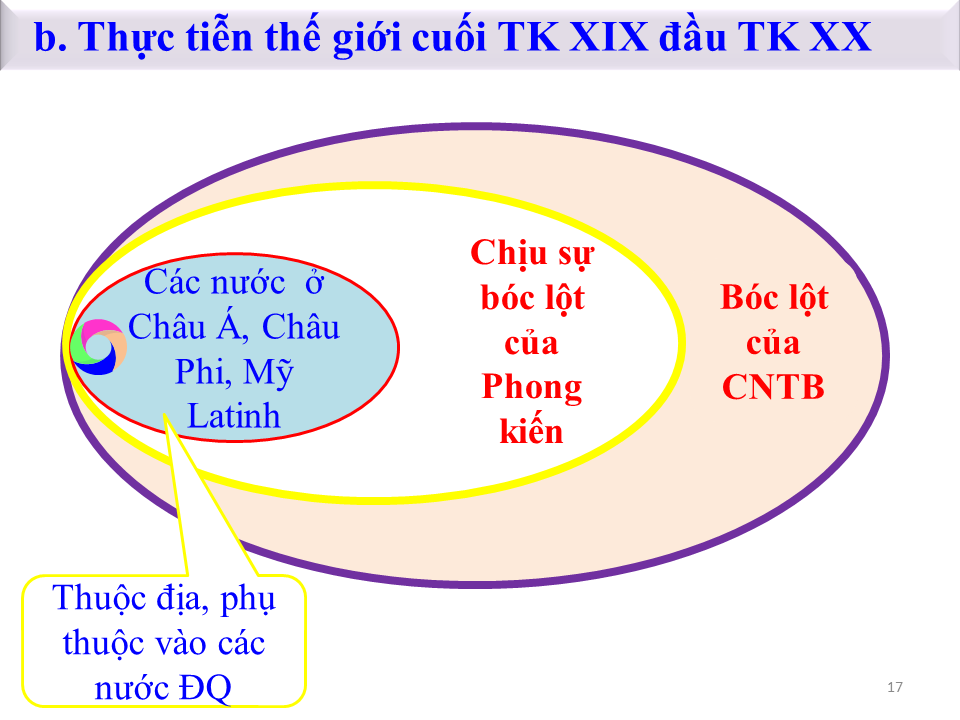 b. Thực tiễn thế giới cuối TK XIX đầu TK XX
Các nước ở
Châu Á, Châu
Phi, Mỹ
Latinh
Chịu sự
bóc lột
của
Phong
kiến
Bóc lột
của
CNTB
Thuộc địa, phụ
thuộc vào các
nước ĐQ
17